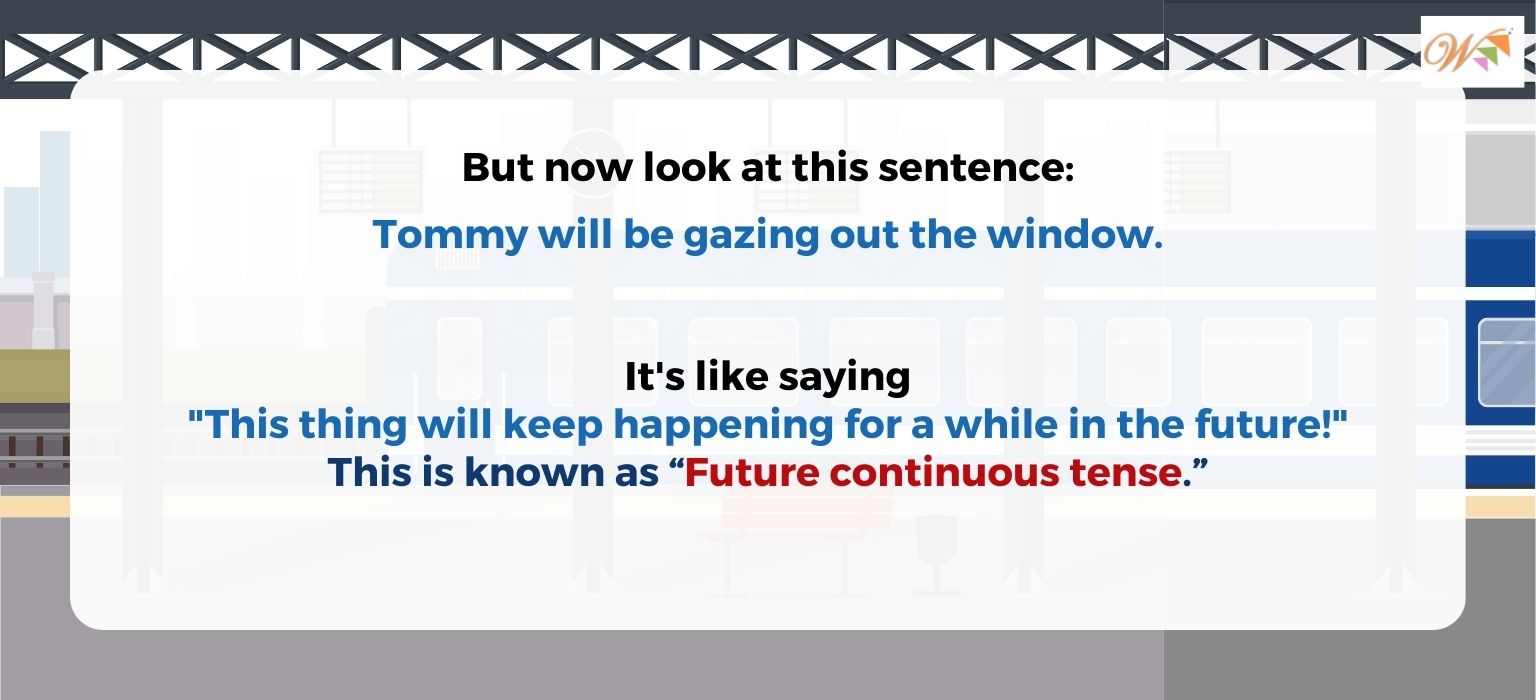 W
But now look at this sentence:
Tommy will be gazing out the window.
It's like saying
"This thing will keep happening for a while in the future!"
This is known as “Future continuous tense.”